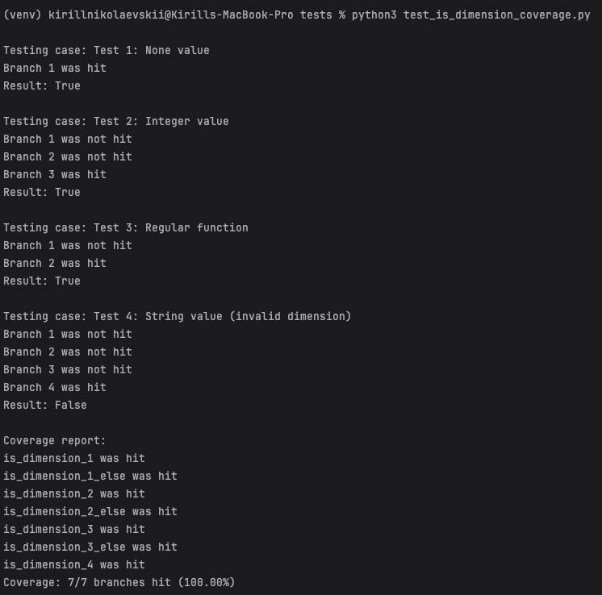 (venv) kirillnikolaevskii@Kirills-MacBook-Pro tests % python3 test_is_dimension_coverage.py
Testing case: Test 1: None value
Branch 1 was hit
Result: True
Testing case: Test 2: Integer value
Branch 1 was not hit
Branch 2 was not hit
Branch 3 was hit
Result: True
Testing case: Test 3: Regular function
Branch 1 was not hit
Branch 2 was hit
Result: True
Testing case: Test 4: String value (invalid dimension)
Branch 1 was not hit
Branch 2 was not hit
Branch 3 was not hit
Branch 4 was hit
Result: False
Coverage report:
is_dimension_1 was hit
is_dimension_1_else was hit
is_dimension_2 was hit
is_dimension_2_else was hit
is_dimension_3 was hit
is_dimension_3_else was hit
is_dimension_4 was hit
Coverage: 7/7 branches hit (100.00%)